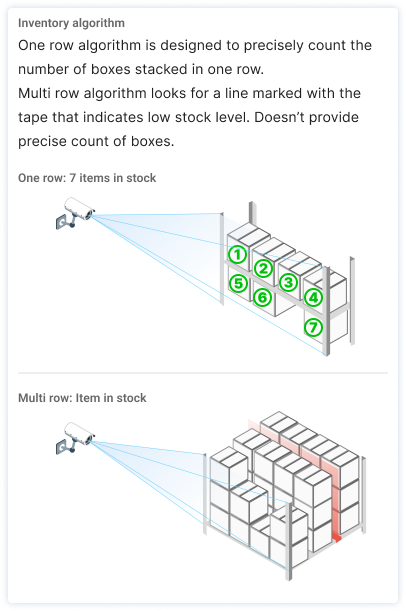 Inventory algorithm
One row algorithm is designed to precisely count the
number of boxes stacked in one row.
Multi row algorithm looks for a line marked with the
tape that indicates low stock level. Doesn’t provide
precise count of boxes.
One row: 7 items in stock
1
2
3
4
5
6
7
Multi row: Item in stock